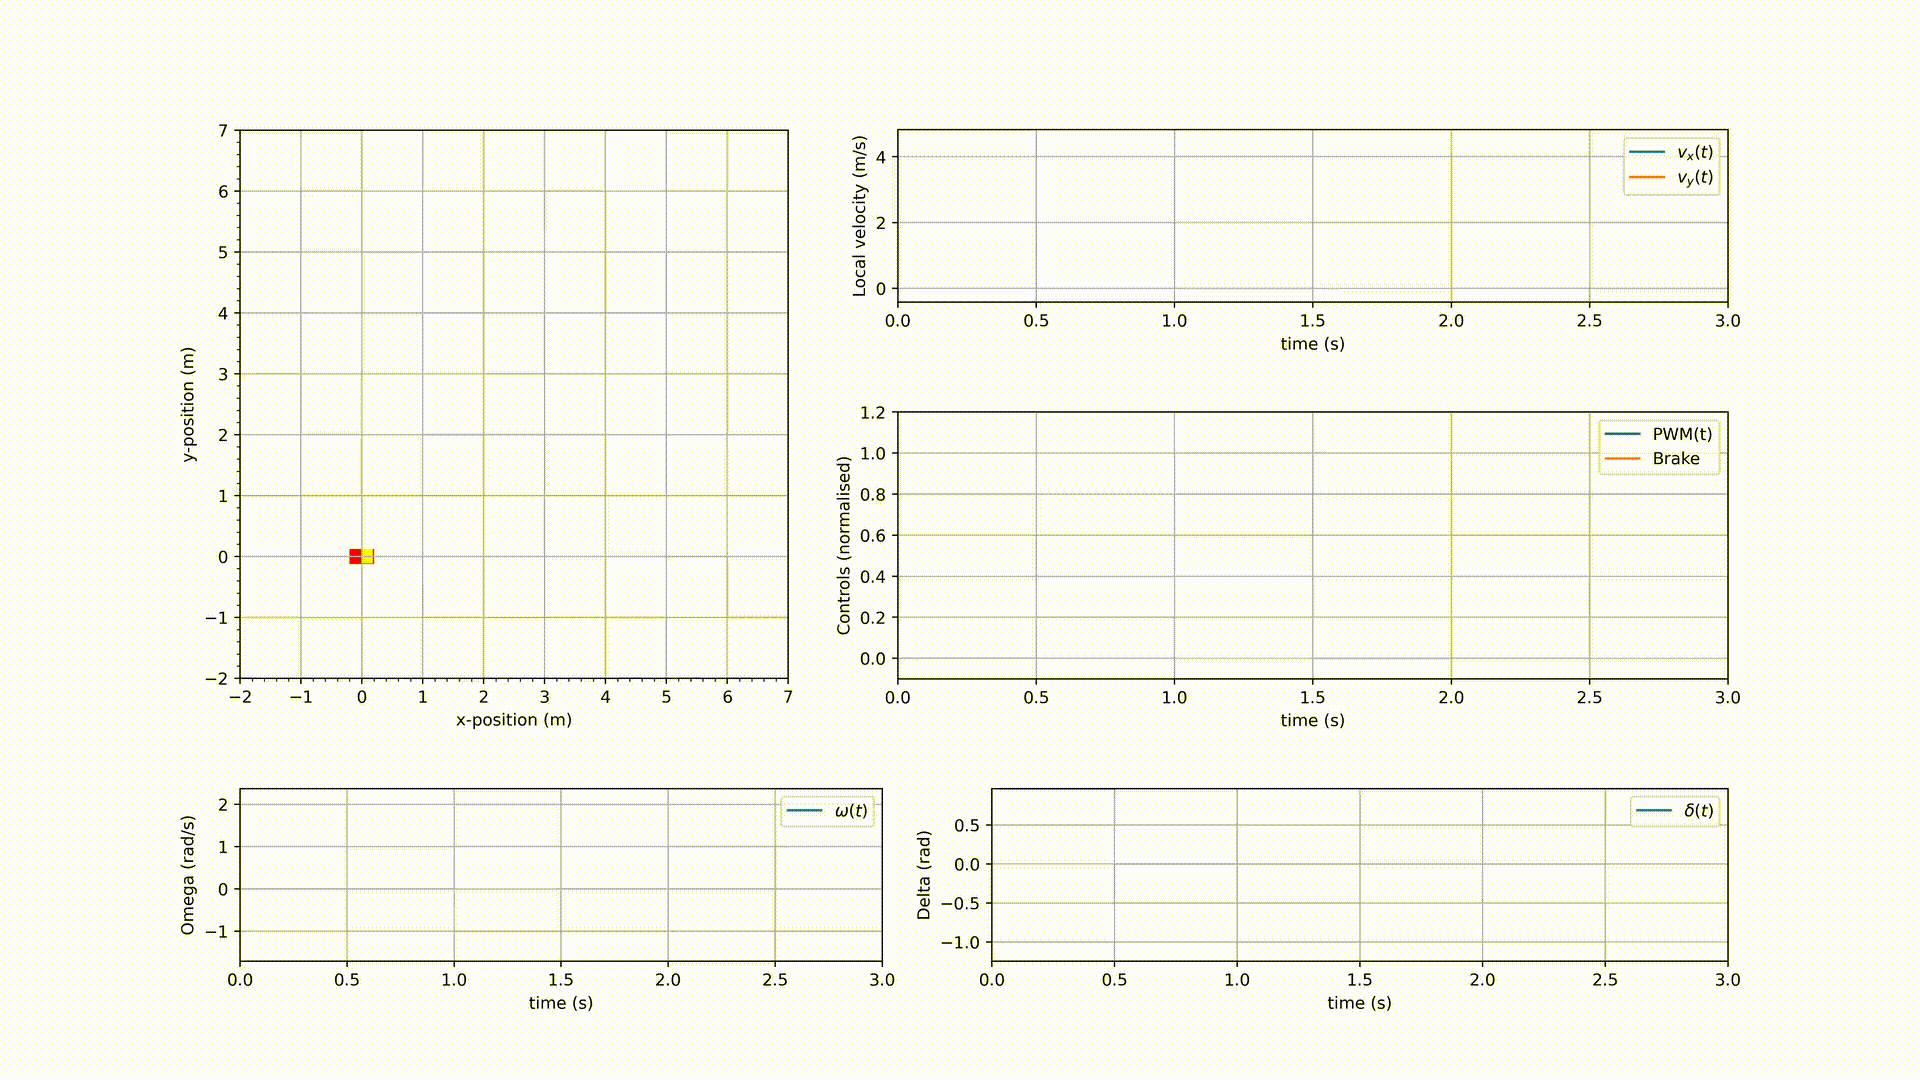 7
6
5
4
3
2
1
0
−1
−2
y-position (m)
−2 −1 0 1 2 3 4 5 6 7
x-position (m)
4
2
0
Local velocity (m/s)
v_x(t)
v_y(t)
0.0 0.5 1.0 1.5 2.0 2.5 3.0
time (s)
1.2
1.0
0.8
0.6
0.4
0.2
0.0
Controls (normalised)
PWM(t)
Brake
0.0 0.5 1.0 1.5 2.0 2.5 3.0
time (s)
2
1
0
−1
Omega (rad/s)
ω(t)
0.0 0.5 1.0 1.5 2.0 2.5 3.0
time (s)
0.5
0.0
−0.5
−1.0
Delta (rad)
δ(t)
0.0 0.5 1.0 1.5 2.0 2.5 3.0
time (s)